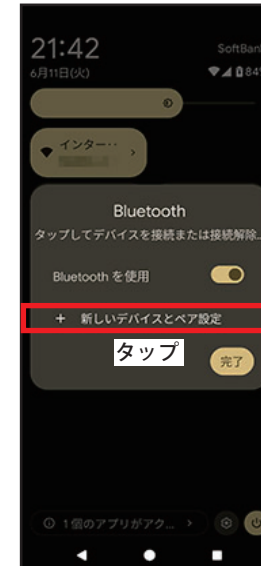 21:42
SoftBan
6月11日(火)
84
インター··
Bluetooth
タップしてデバイスを接続または接続解除..
Bluetooth を使用
+ 新しいデバイスとペア設定
タップ
完了
1個のアプリがアク...